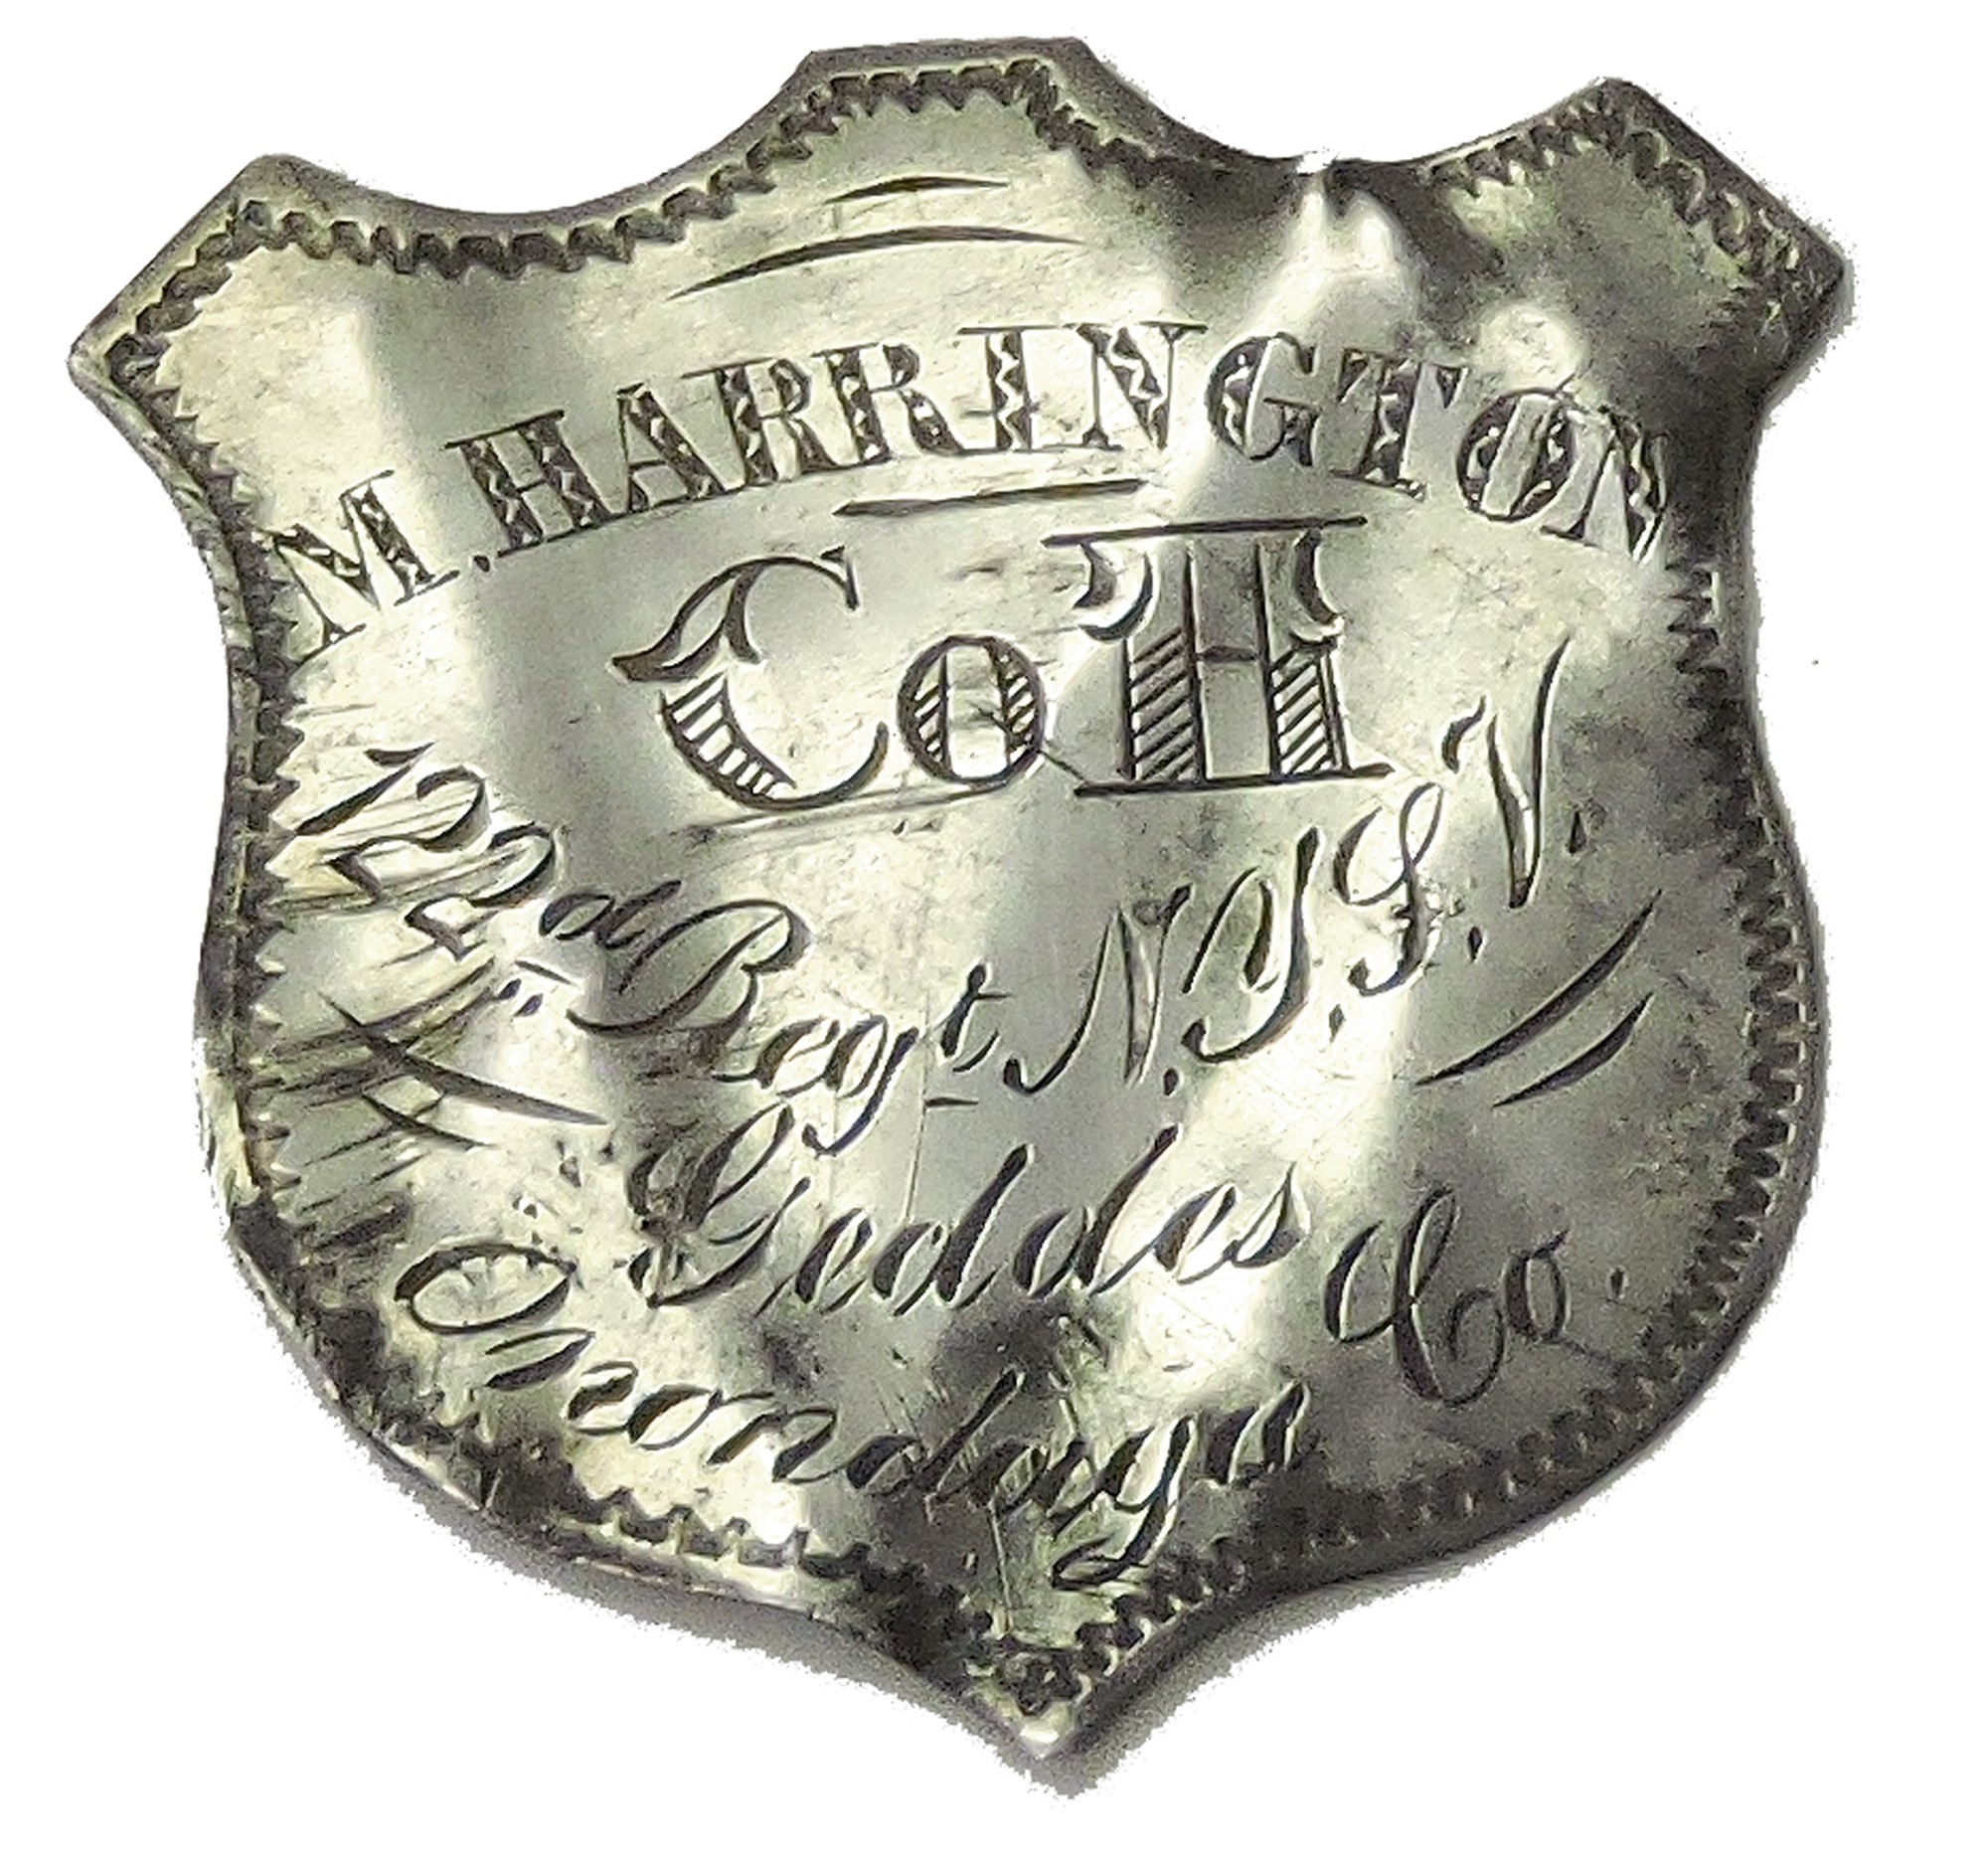 M. HARRINGTON
Co H
122d Regt N.Y.S.V.
Geddes Co.
Onondaga